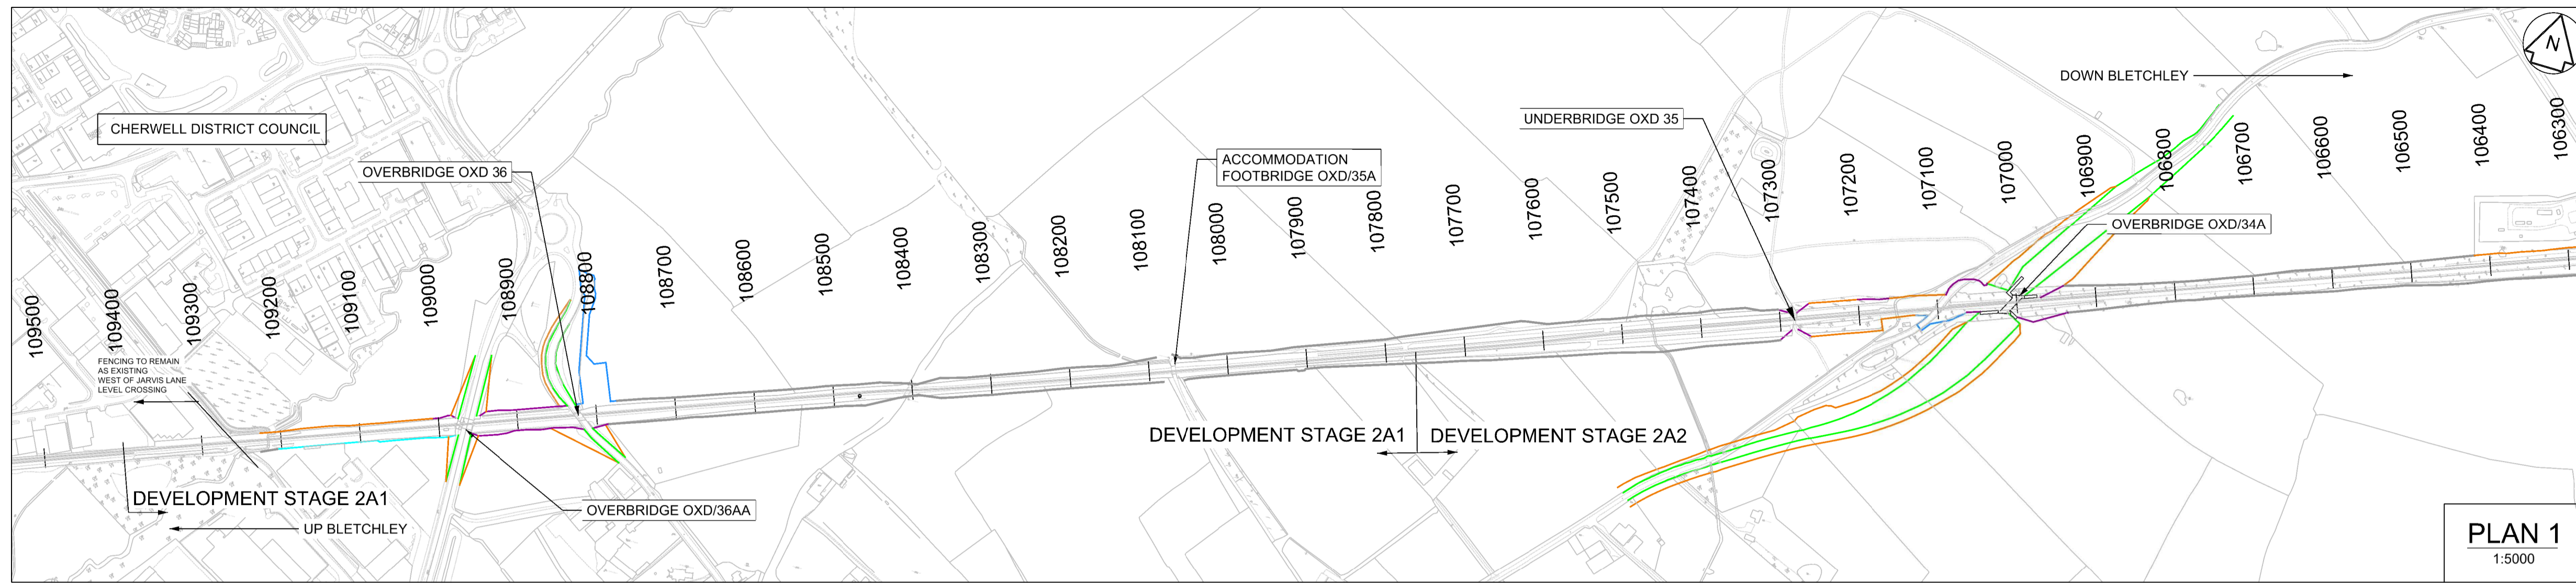 CHERWELL DISTRICT COUNCIL
OVERBRIDGE OXD 36
ACCOMMODATION
FOOTBRIDGE OXD/35A
UNDERBRIDGE OXD 35
DOWN BLETCHLEY
N
OVERBRIDGE OXD/34A
109500
109400
109300
109200
109100
109000
108900
108800
108700
108600
108500
108400
108300
108200
108100
108000
107900
107800
107700
107600
107500
107400
107300
107200
107100
107000
106900
106800
106700
106600
106500
106400
106300
FENCING TO REMAIN
AS EXISTING
WEST OF JARVIS LANE
LEVEL CROSSING
DEVELOPMENT STAGE 2A1
UP BLETCHLEY
OVERBRIDGE OXD/36AA
DEVELOPMENT STAGE 2A1
DEVELOPMENT STAGE 2A2
PLAN 1
1:5000